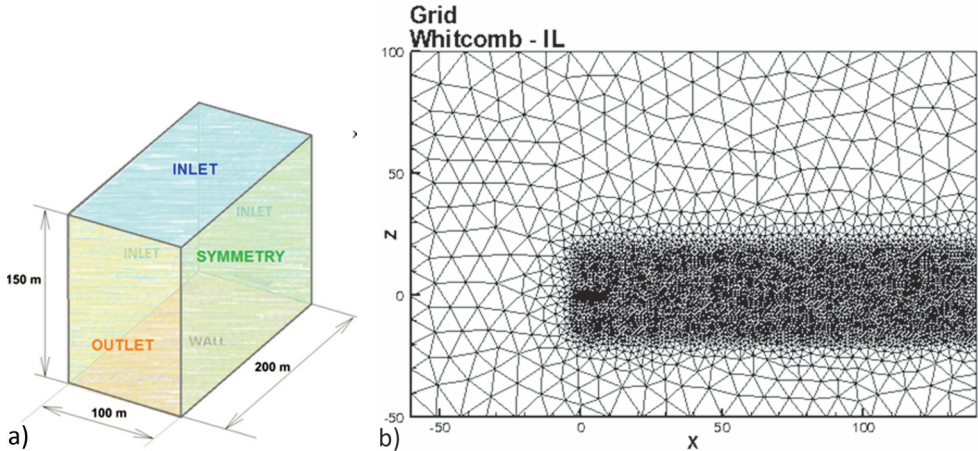 INLET
INLET
INLET
SYMMETRY
150 m
OUTLET
WALL
200 m
100 m
a)
Grid
Whitcomb - IL
100
50
0
-50
Z
-50
0
50
100
X
b)
x